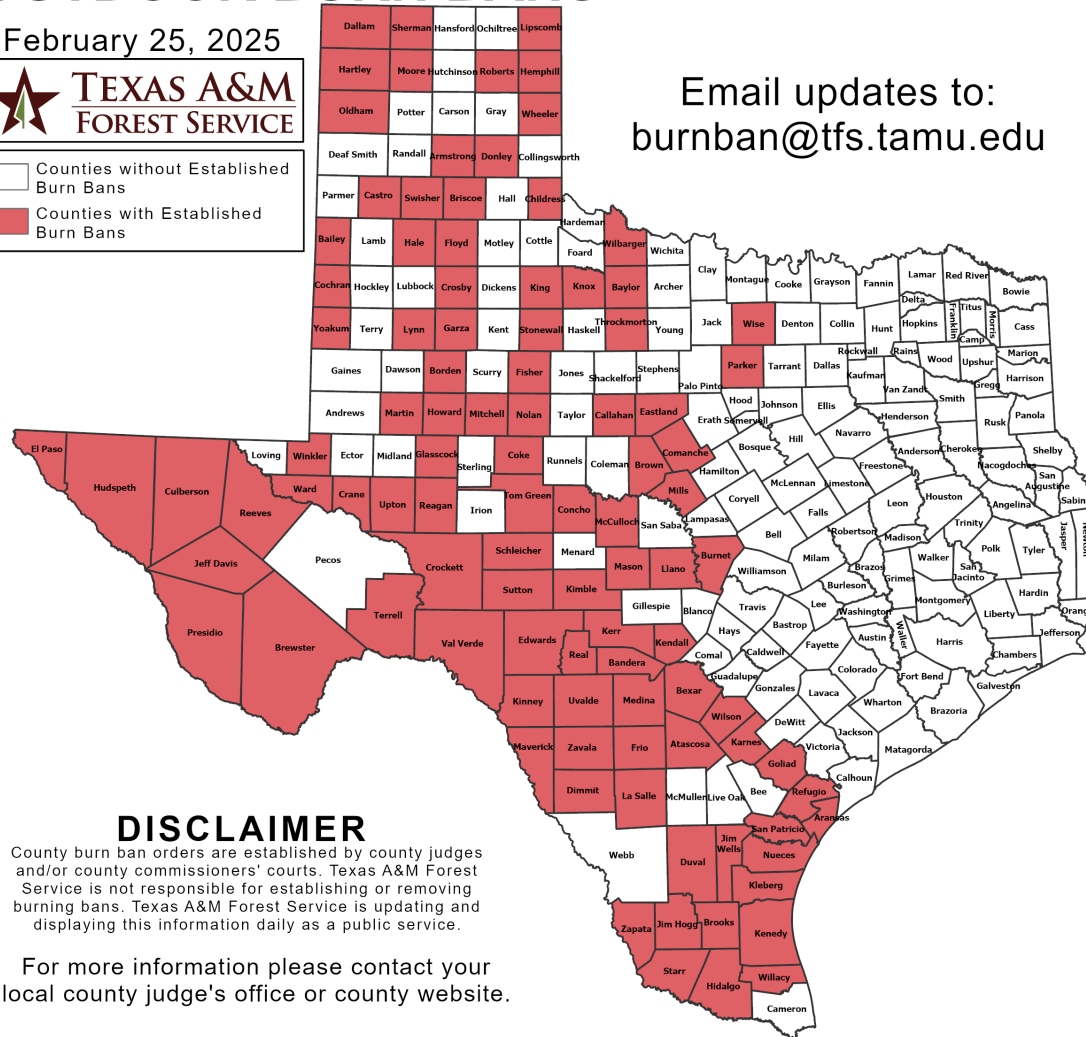 February 25, 2025
TEXAS A&M
FOREST SERVICE
Counties without Established
Burn Bans
Counties with Established
Burn Bans
Email updates to:
burnban@tfs.tamu.edu
Dallam Sherman Hansford Ochiltree Lipscomb
Hartley Moore Hutchinson Roberts Hemphill
Oldham Potter Carson Gray Wheeler
Deaf Smith Randall Armstrong Donley Collingsworth
Parmer Castro Swisher Briscoe Hall Childress
Hardeman
Bailey Lamb Hale Floyd Motley Cottle Foard Wilbarger Wichita
Clay Montague Cooke Grayson Fannin Lamar Red River Bowie
Cochran Hockley Lubbock Crosby Dickens King Knox Baylor Archer
Delta Franklin Titus Morris Cass
Yoakum Terry Lynn Garza Kent Stonewall Haskell Throckmorton Young Jack Wise Denton Collin Hunt Hopkins Camp
Rockwall Rains Wood Upshur Marion
Gaines Dawson Borden Scurry Fisher Jones Shackelford Stephens Palo Pinto Parker Tarrant Dallas Kaufman Van Zandt Gregg Harrison
Andrews Martin Howard Mitchell Nolan Taylor Callahan Eastland Erath Hood Somervell Johnson Ellis Henderson Smith Rusk Panola
El Paso Hudspeth Culberson Reeves Loving Winkler Ector Midland Glasscock Sterling Coke Runnels Coleman Brown Comanche Hamilton Bosque Hill Navarro Freestone Anderson Cherokee Nacogdoches Shelby
Ward Crane Upton Reagan Irion Tom Green Concho McCulloch San Saba Mills Lampasas Coryell McLennan Limestone Falls Leon Houston Angelina San
Augustine Sabin
Jeff Davis Pecos Crockett Schleicher Menard Mason Llano Burnet Bell Milam Robertson Madison Trinity Polk Tyler Jasper Newton
Presidio Brewster Terrell Val Verde Sutton Kimble Gillespie Blanco Williamson Travis Lee Burleson Brazos Grimes Walker San
Jacinto Hardin Orang
Edwards Real Kerr Bandera Kendall Comal Hays Caldwell Bastrop Fayette Washington Austin Waller Montgomery Harris Liberty Chambers Jefferson
Kinney Uvalde Medina Bexar Guadalupe Gonzales Lavaca Colorado Wharton Fort Bend Brazoria Galveston
Maverick Zavala Frio Atascosa Wilson Karnes DeWitt Victoria Jackson Matagorda
Dimmit La Salle McMullen Live Oak Bee Goliad Refugio Calhoun
Aransas
Webb Duval Jim
Wells San Patricio Nueces
Kleberg
Zapata Jim Hogg Brooks Kenedy
Starr Hidalgo Willacy
Cameron
DISCLAIMER
County burn ban orders are established by county judges
and/or county commissioners' courts. Texas A&M Forest
Service is not responsible for establishing or removing
burning bans. Texas A&M Forest Service is updating and
displaying this information daily as a public service.
For more information please contact your
local county judge's office or county website.